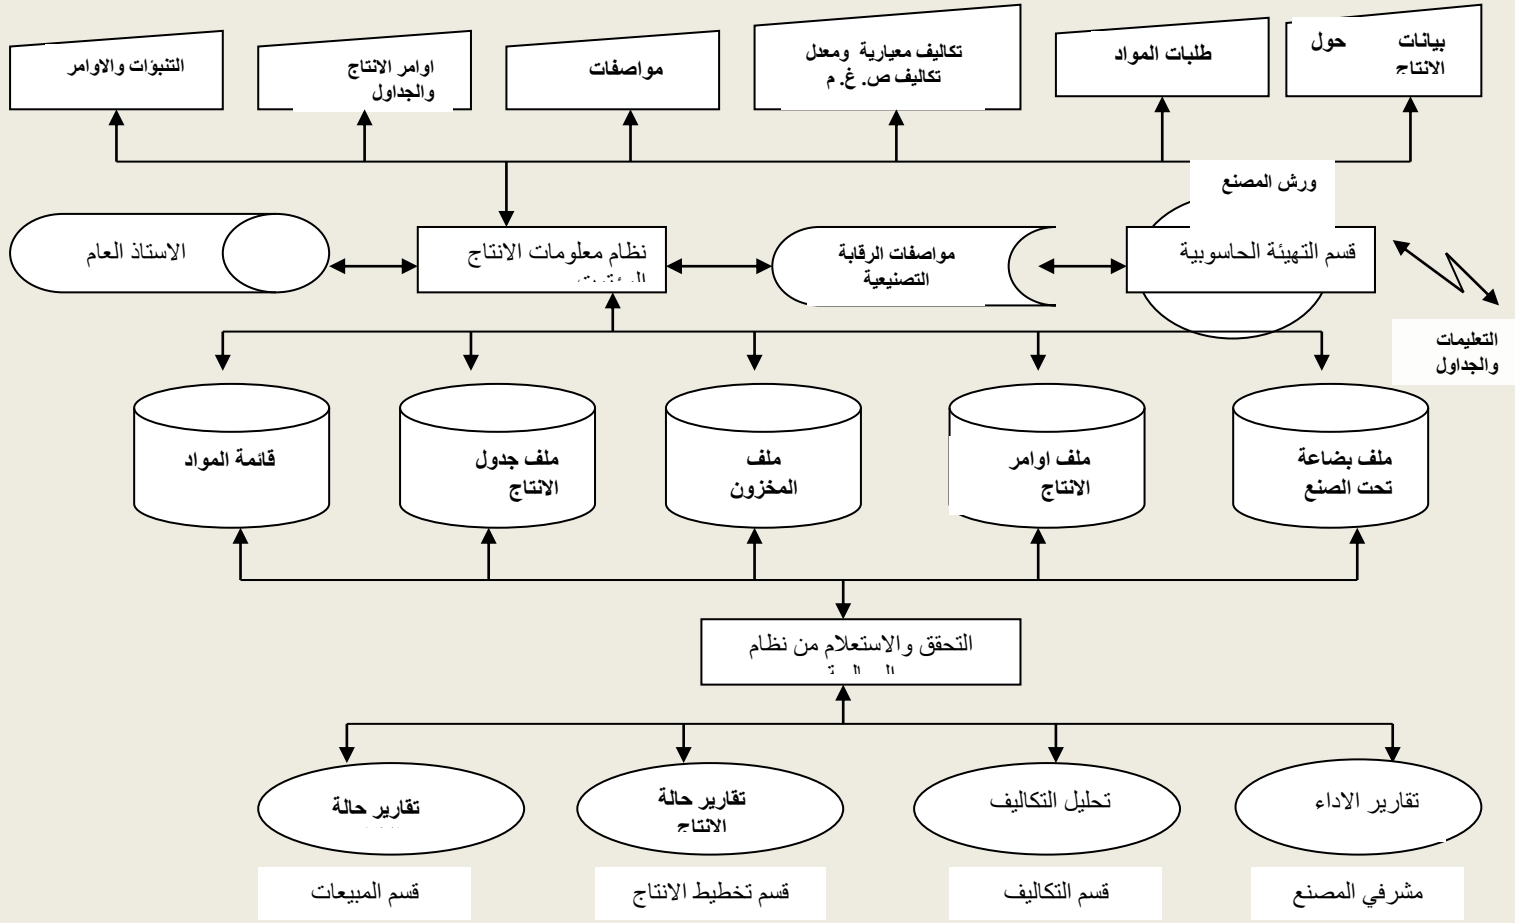 بيانات حول
الانتاج
طلبات المواد
تكاليف معيارية ومعدل
تكاليف ص. غ. م
مواصفات
اوامر الانتاج
والجداول
التنبؤات والاوامر
ورش المصنع
قسم التهيئة الحاسوبية
مواصفات الرقابة
التصنيعية
نظام معلومات الانتاج
الاستاذ العام
التعليمات
والجداول
ملف بضاعة
تحت الصنع
ملف اوامر
الانتاج
ملف
المخزون
ملف جدول
الانتاج
قائمة المواد
التحقق والاستعلام من نظام
تقارير الاداء
تحليل التكاليف
تقارير حالة
الانتاج
تقارير حالة
مشرفي المصنع
قسم التكاليف
قسم تخطيط الانتاج
قسم المبيعات